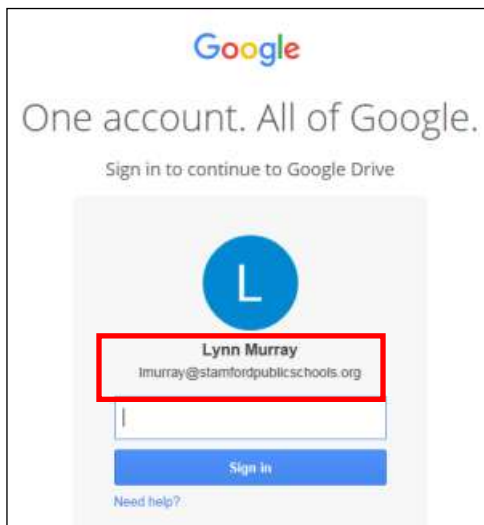 Google
One account. All of Google.
Sign in to continue to Google Drive
L
Lynn Murray
lmurray@stamfordpublicschools.org
Sign in
Need help?